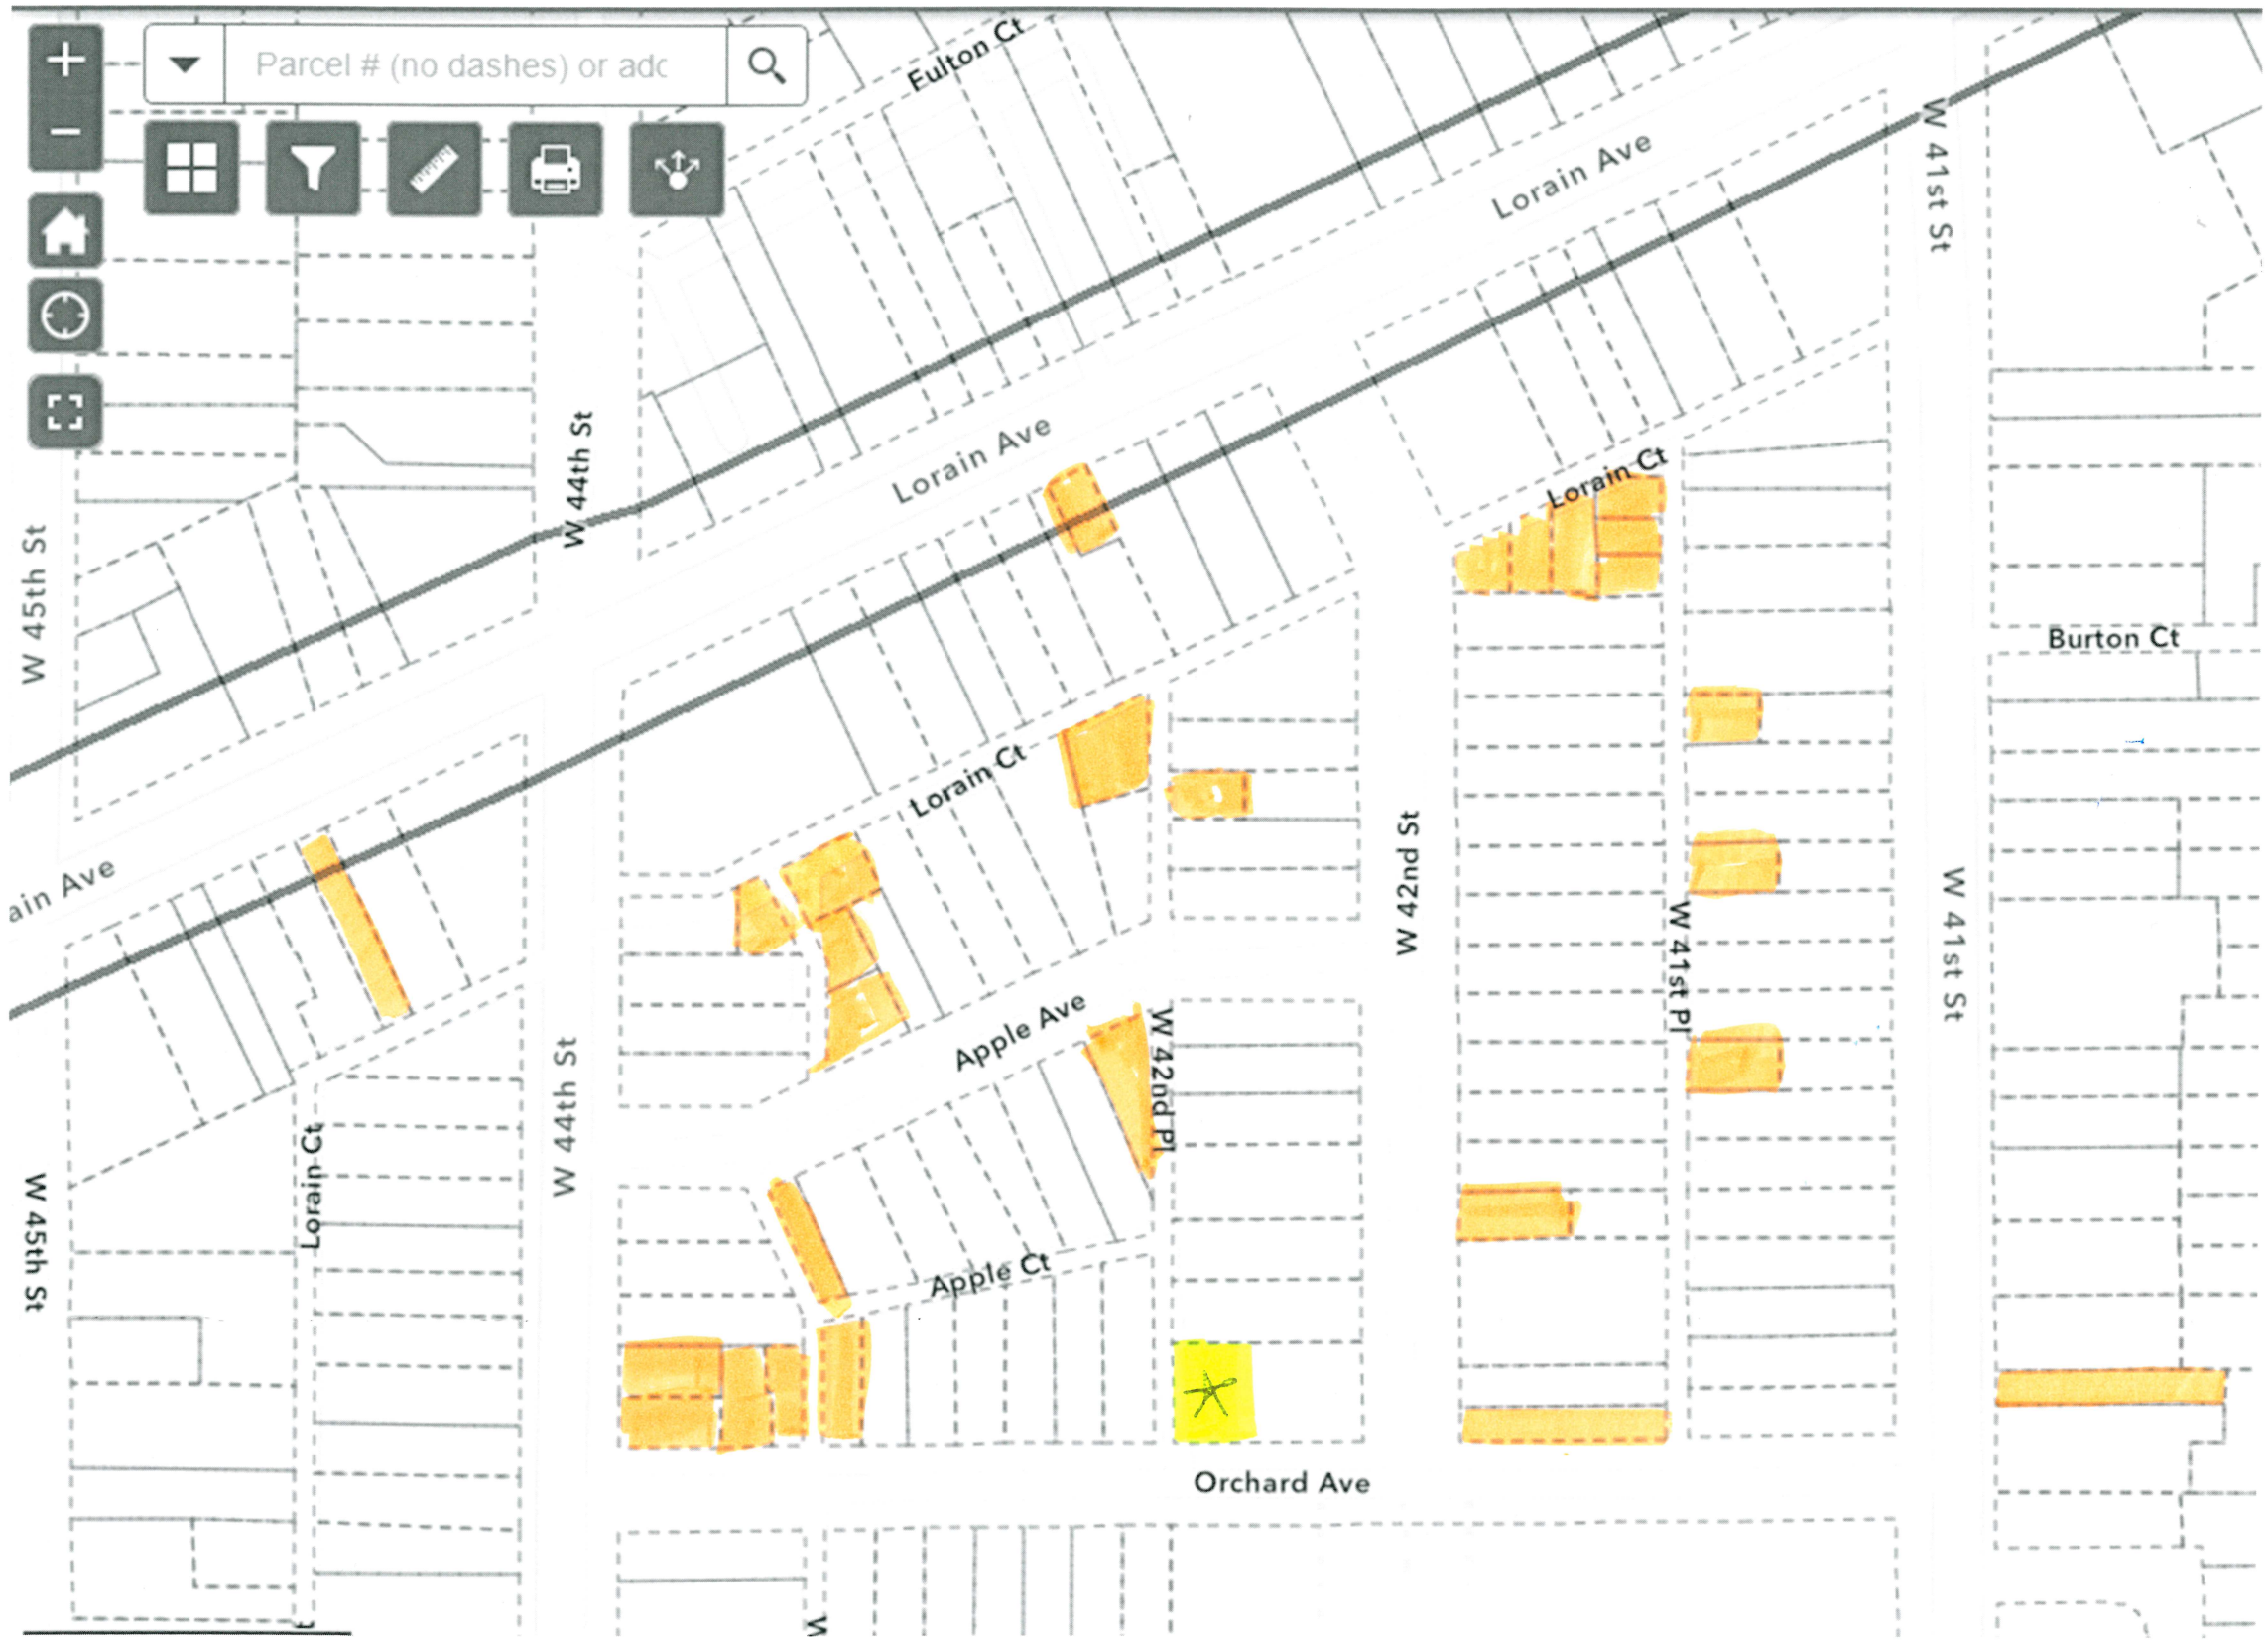 Parcel # (no dashes) or adc
Fulton Ct
Lorain Ave
W 41st St
W 44th St
Lorain Ave
Lorain Ct
W 45th St
Burton Ct
Lorain Ct
W 42nd St
ain Ave
W 41st Pl
W 41st St
Apple Ave
W 42nd Pl
W 44th St
Lorain Ct
W 45th St
Apple Ct
Orchard Ave
W
t